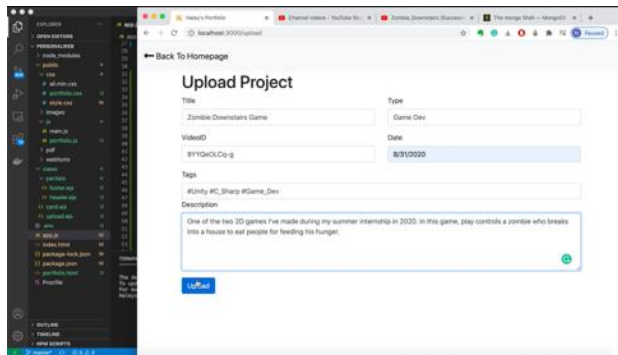 EXPLORER
OPEN EDITORS
PERSONALWEB
node_modules
public
css
all.min.css
portfolio.css
style.css
images
js
main.js
portfolio.js
pdf
webfonts
views
partials
footer.ejs
header.ejs
card.ejs
upload.ejs
.env
app.js
index.html
package-lock.json
package.json
portfolio.html
Procfile
OUTLINE
TIMELINE
NPM SCRIPTS
Haley's Portfolio
localhost:3000/upload
Paused
Back To Homepage
Upload Project
Title
Type
Zombie Downstairs Game
Game Dev
VideoID
Date
8YYQeOLCq-g
8/31/2020
Tags
#Unity #C_Sharp #Game_Dev
Description
One of the two 2D games I've made during my summer internship in 2020. In this game, play controls a zombie who breaks
into a house to eat people for feeding his hunger.
Upload